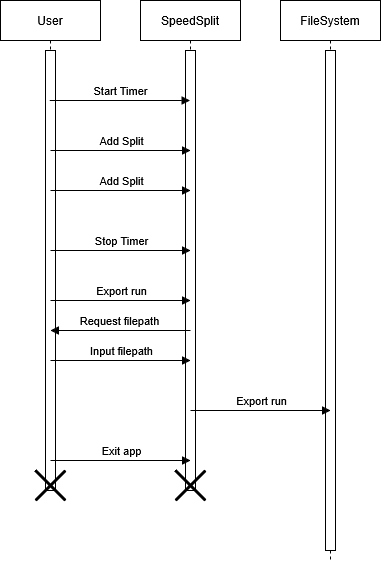 User
SpeedSplit
FileSystem
Start Timer
Add Split
Add Split
Stop Timer
Export run
Request filepath
Input filepath
Export run
Exit app